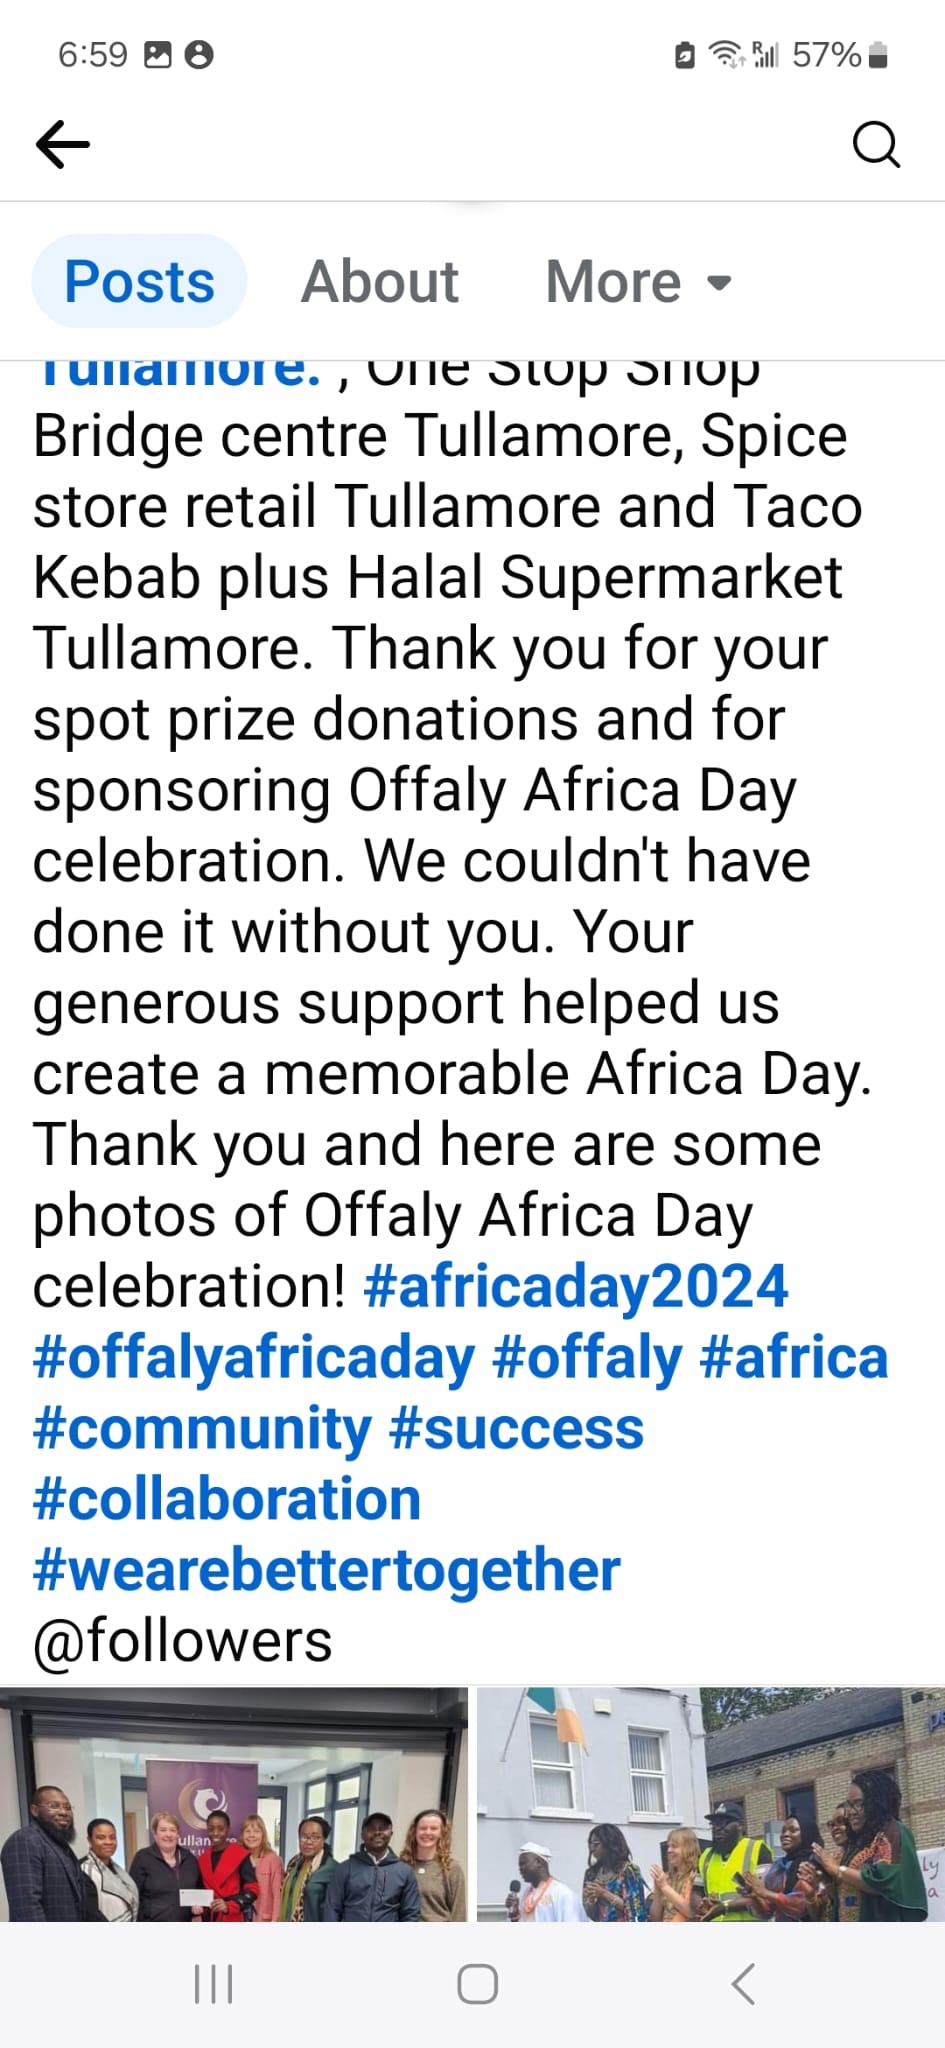 6:59
57%
Posts About More
Tullamore. , One Stop Shop
Bridge centre Tullamore, Spice
store retail Tullamore and Taco
Kebab plus Halal Supermarket
Tullamore. Thank you for your
spot prize donations and for
sponsoring Offaly Africa Day
celebration. We couldn't have
done it without you. Your
generous support helped us
create a memorable Africa Day.
Thank you and here are some
photos of Offaly Africa Day
celebration! #africaday2024
#offalyafricaday #offaly #africa
#community #success
#collaboration
#wearebettertogether
@followers